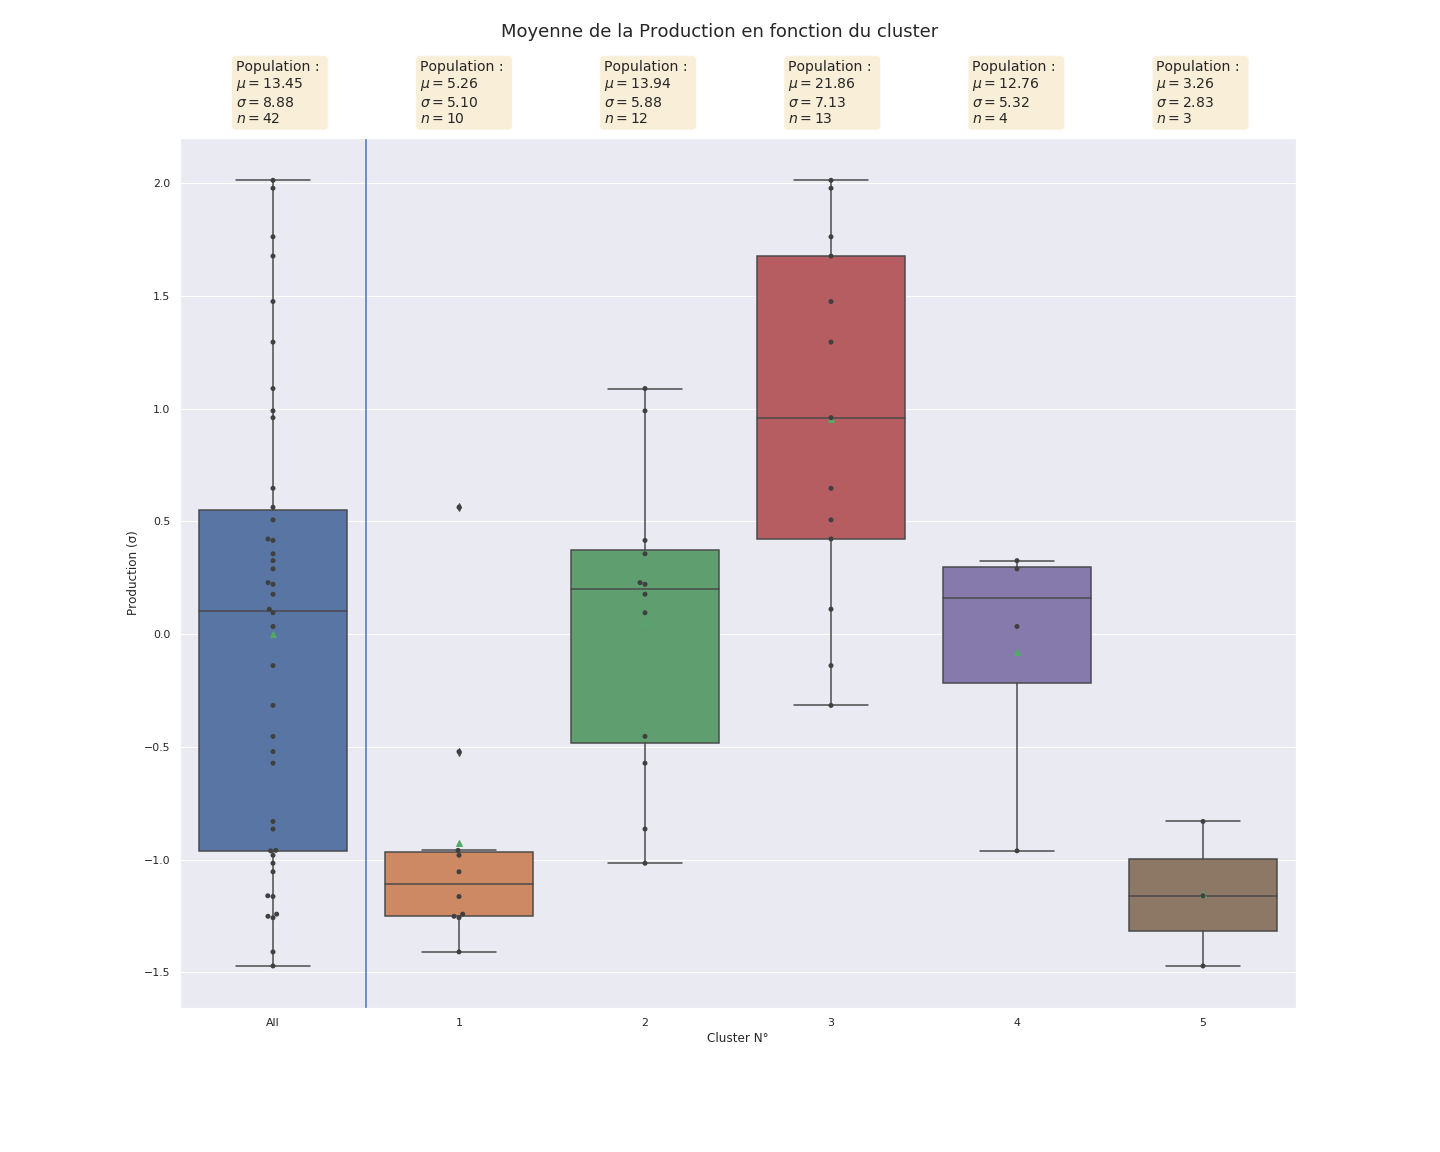 Moyenne de la Production en fonction du cluster
Population :
μ = 13.45
σ = 8.88
n = 42
Population :
μ = 5.26
σ = 5.10
n = 10
Population :
μ = 13.94
σ = 5.88
n = 12
Population :
μ = 21.86
σ = 7.13
n = 13
Population :
μ = 12.76
σ = 5.32
n = 4
Population :
μ = 3.26
σ = 2.83
n = 3
Production (σ)
2.0
1.5
1.0
0.5
0.0
−0.5
−1.0
−1.5
All
1
2
3
4
5
Cluster N°